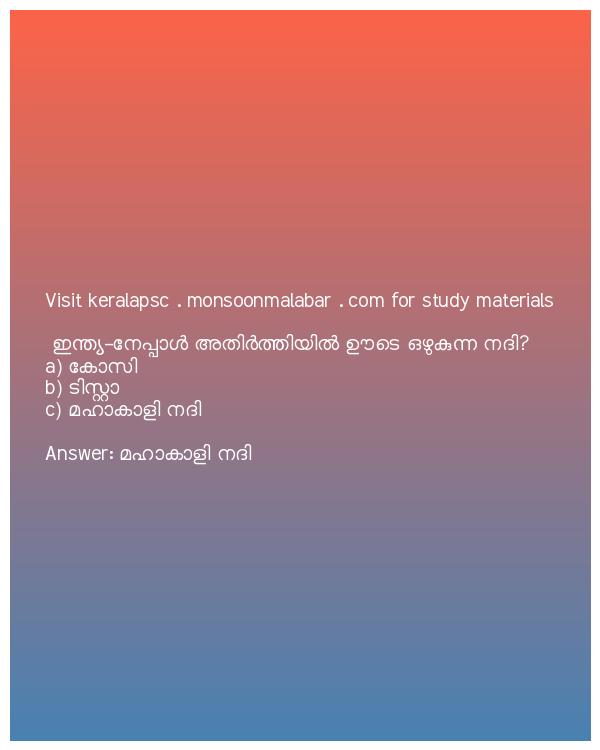 Visit keralapsc . monsoonmalabar . com for study materials
ഇന്ത്യ-നേപ്പാൾ അതിർത്തിയിൽ ഊടെ ഒഴുകുന്ന നദി?
a) കോസി
b) ടിസ്റ്റാ
c) മഹാകാളി നദി
Answer: മഹാകാളി നദി